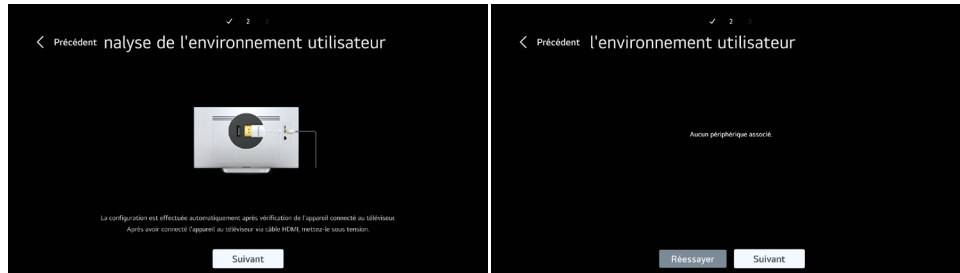 2 3
Précédent nalyse de l'environnement utilisateur
La configuration est effectuée automatiquement après vérification de l'appareil connecté au téléviseur.
Après avoir connecté l'appareil au téléviseur via câble HDMI, mettez-le sous tension.
Suivant
2 3
Précédent l'environnement utilisateur
Aucun périphérique associé.
Réessayer Suivant